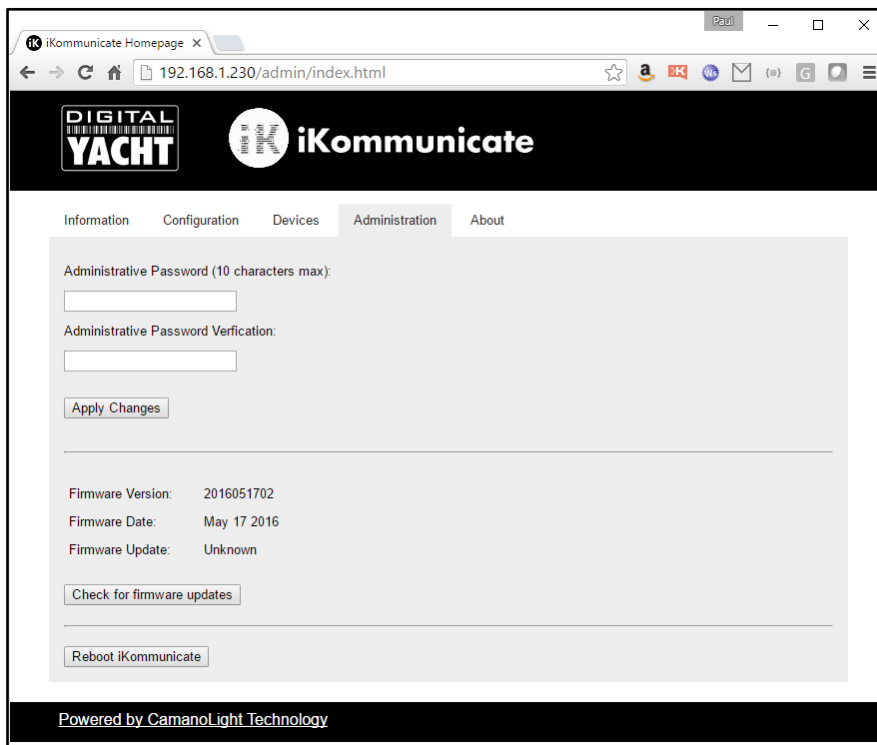 Paul
iK iKommunicate Homepage
192.168.1.230/admin/index.html
DIGITAL
YACHT
iK iKommunicate
Information Configuration Devices Administration About
Administrative Password (10 characters max):
Administrative Password Verfication:
Apply Changes
Firmware Version: 2016051702
Firmware Date: May 17 2016
Firmware Update: Unknown
Check for firmware updates
Reboot iKommunicate
Powered by CamanoLight Technology